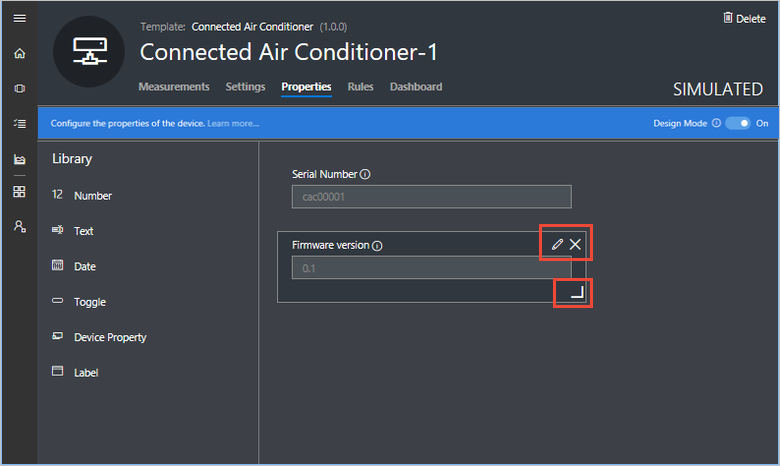 Template: Connected Air Conditioner (1.0.0)
Delete
Connected Air Conditioner-1
Measurements Settings Properties Rules Dashboard
SIMULATED
Configure the properties of the device. Learn more...
Design Mode On
Library
12 Number
Text
Date
Toggle
Device Property
Label
Serial Number
cac00001
Firmware version
0.1